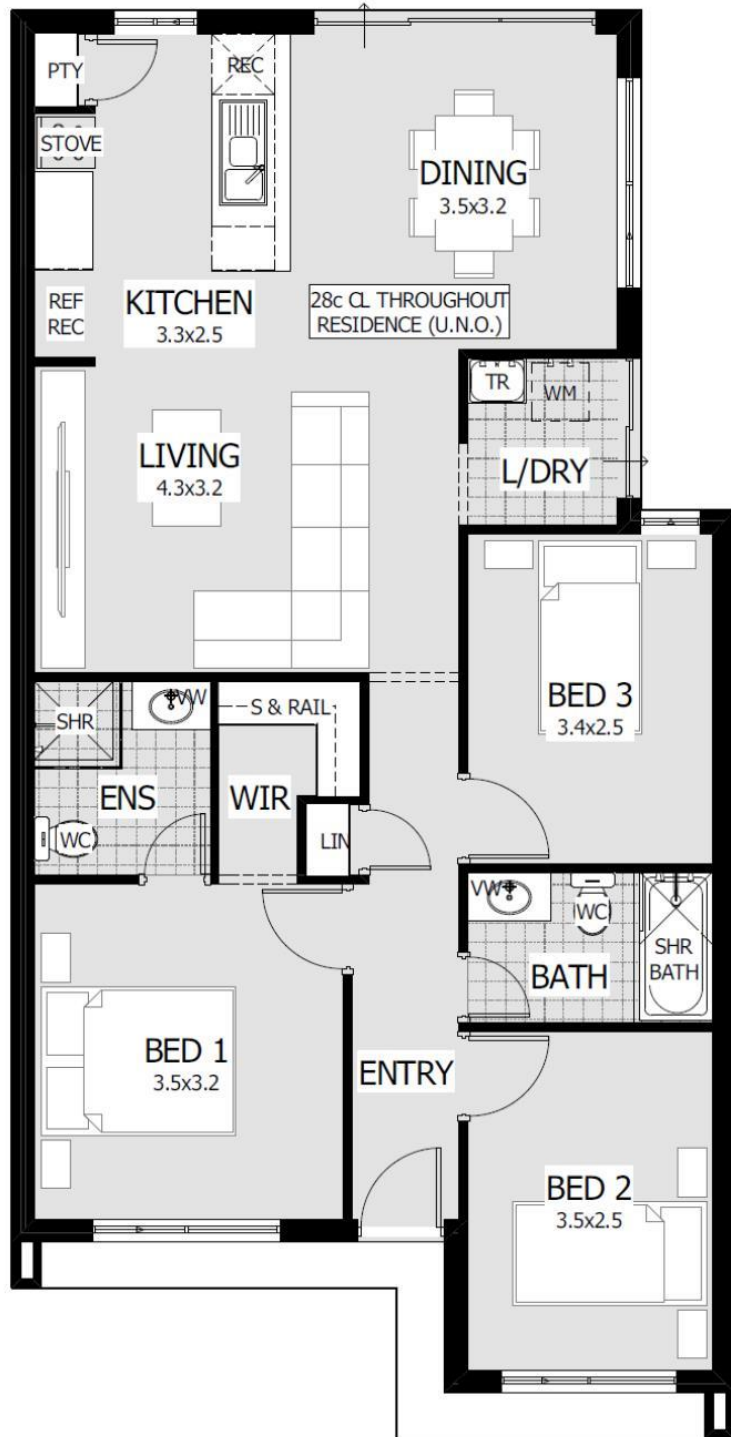 PTY
REC
STOVE
DINING
3.5x3.2
REF
REC
KITCHEN
3.3x2.5
28c CL THROUGHOUT
RESIDENCE (U.N.O.)
TR
WM
LIVING
4.3x3.2
L/DRY
SHR
VW
S & RAIL
BED 3
3.4x2.5
ENS
WIR
WC
LIN
VW
WC
SHR
BATH
BATH
BED 1
3.5x3.2
ENTRY
BED 2
3.5x2.5